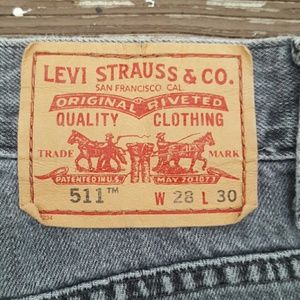 LEVI STRAUSS & CO.
SAN FRANCISCO, CAL.
ORIGINAL RIVETED
QUALITY CLOTHING
TRADE MARK
PATENTED IN U.S. MAY 20 1873
511™ W 28 L 30